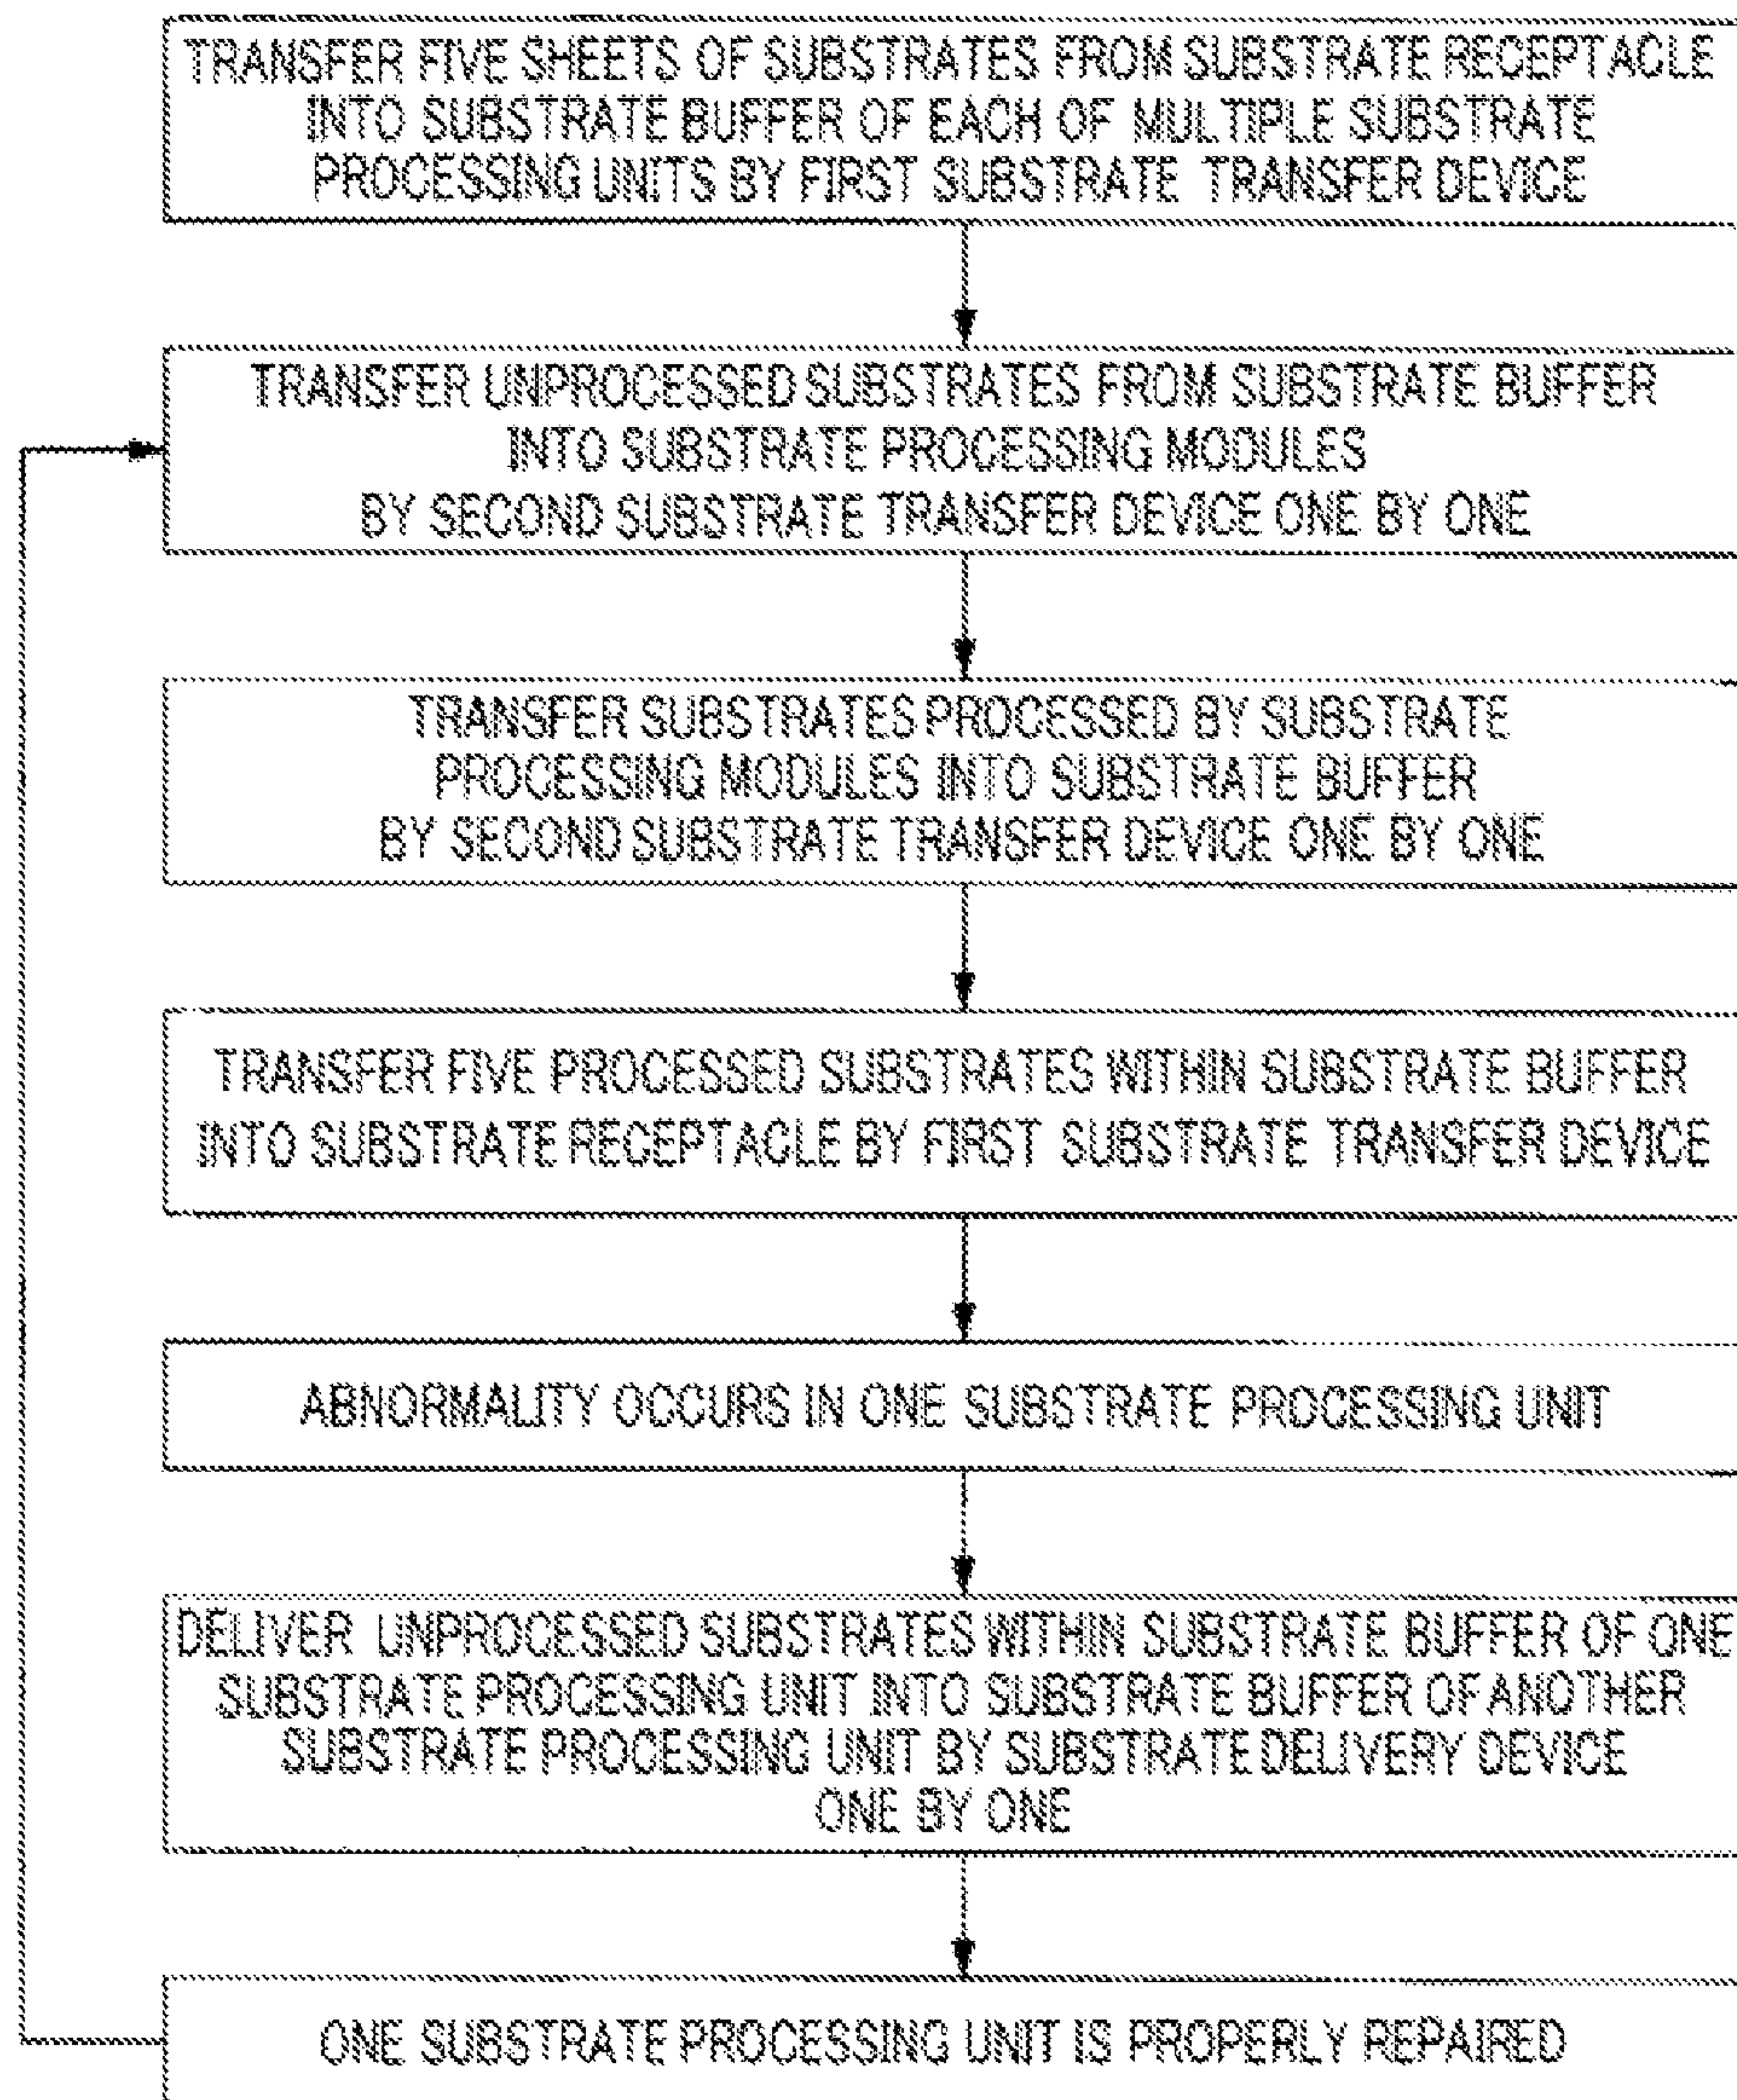 TRANSFER FIVE SHEETS OF SUBSTRATES FROM SUBSTRATE RECEPTACLE
INTO SUBSTRATE BUFFER OF EACH OF MULTIPLE SUBSTRATE
PROCESSING UNITS BY FIRST SUBSTRATE TRANSFER DEVICE
TRANSFER UNPROCESSED SUBSTRATES FROM SUBSTRATE BUFFER
INTO SUBSTRATE PROCESSING MODULES
BY SECOND SUBSTRATE TRANSFER DEVICE ONE BY ONE
TRANSFER SUBSTRATES PROCESSED BY SUBSTRATE
PROCESSING MODULES INTO SUBSTRATE BUFFER
BY SECOND SUBSTRATE TRANSFER DEVICE ONE BY ONE
TRANSFER FIVE PROCESSED SUBSTRATES WITHIN SUBSTRATE BUFFER
INTO SUBSTRATE RECEPTACLE BY FIRST SUBSTRATE TRANSFER DEVICE
ABNORMALITY OCCURS IN ONE SUBSTRATE PROCESSING UNIT
DELIVER UNPROCESSED SUBSTRATES WITHIN SUBSTRATE BUFFER OF ONE
SUBSTRATE PROCESSING UNIT INTO SUBSTRATE BUFFER OF ANOTHER
SUBSTRATE PROCESSING UNIT BY SUBSTRATE DELIVERY DEVICE
ONE BY ONE
ONE SUBSTRATE PROCESSING UNIT IS PROPERLY REPAIRED